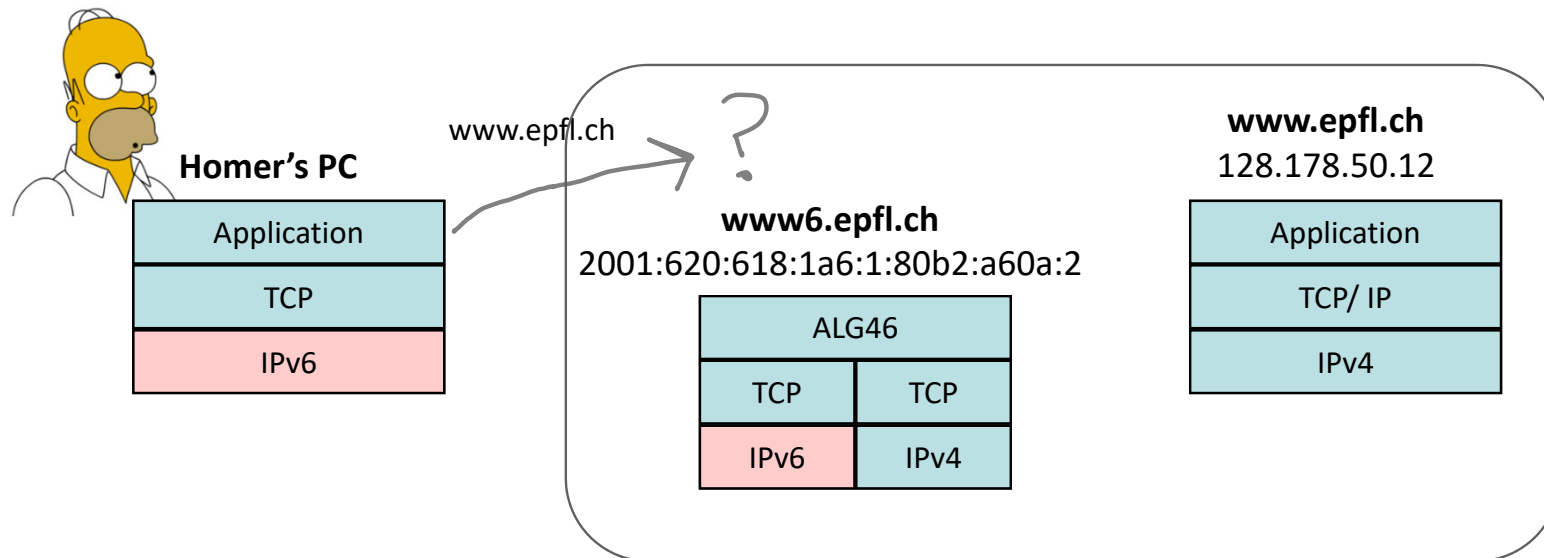 www.epfl.ch
?
Homer's PC
Application
TCP
IPv6
www6.epfl.ch
2001:620:618:1a6:1:80b2:a60a:2
ALG46
TCP TCP
IPv6 IPv4
www.epfl.ch
128.178.50.12
Application
TCP/ IP
IPv4